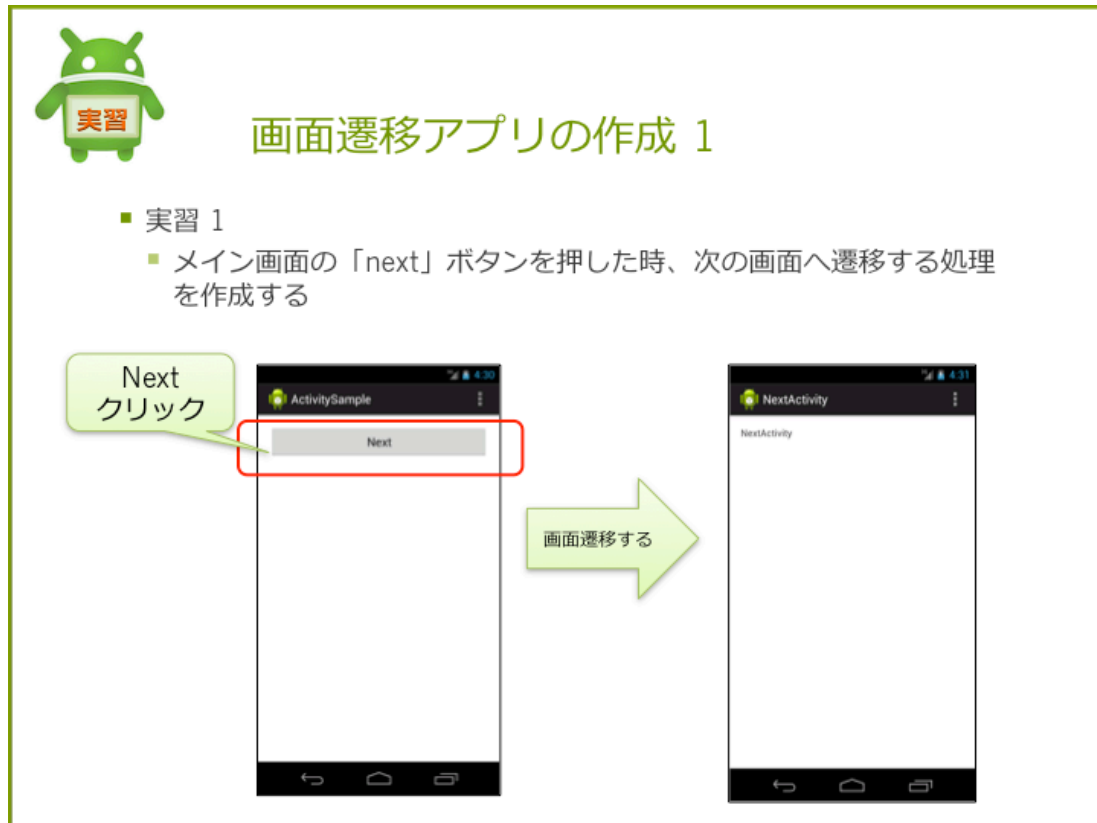 実習
画面遷移アプリの作成 1
実習 1
メイン画面の「next」ボタンを押した時、次の画面へ遷移する処理
を作成する
Next
クリック
4:30
ActivitySample
Next
画面遷移する
4:31
NextActivity
NextActivity